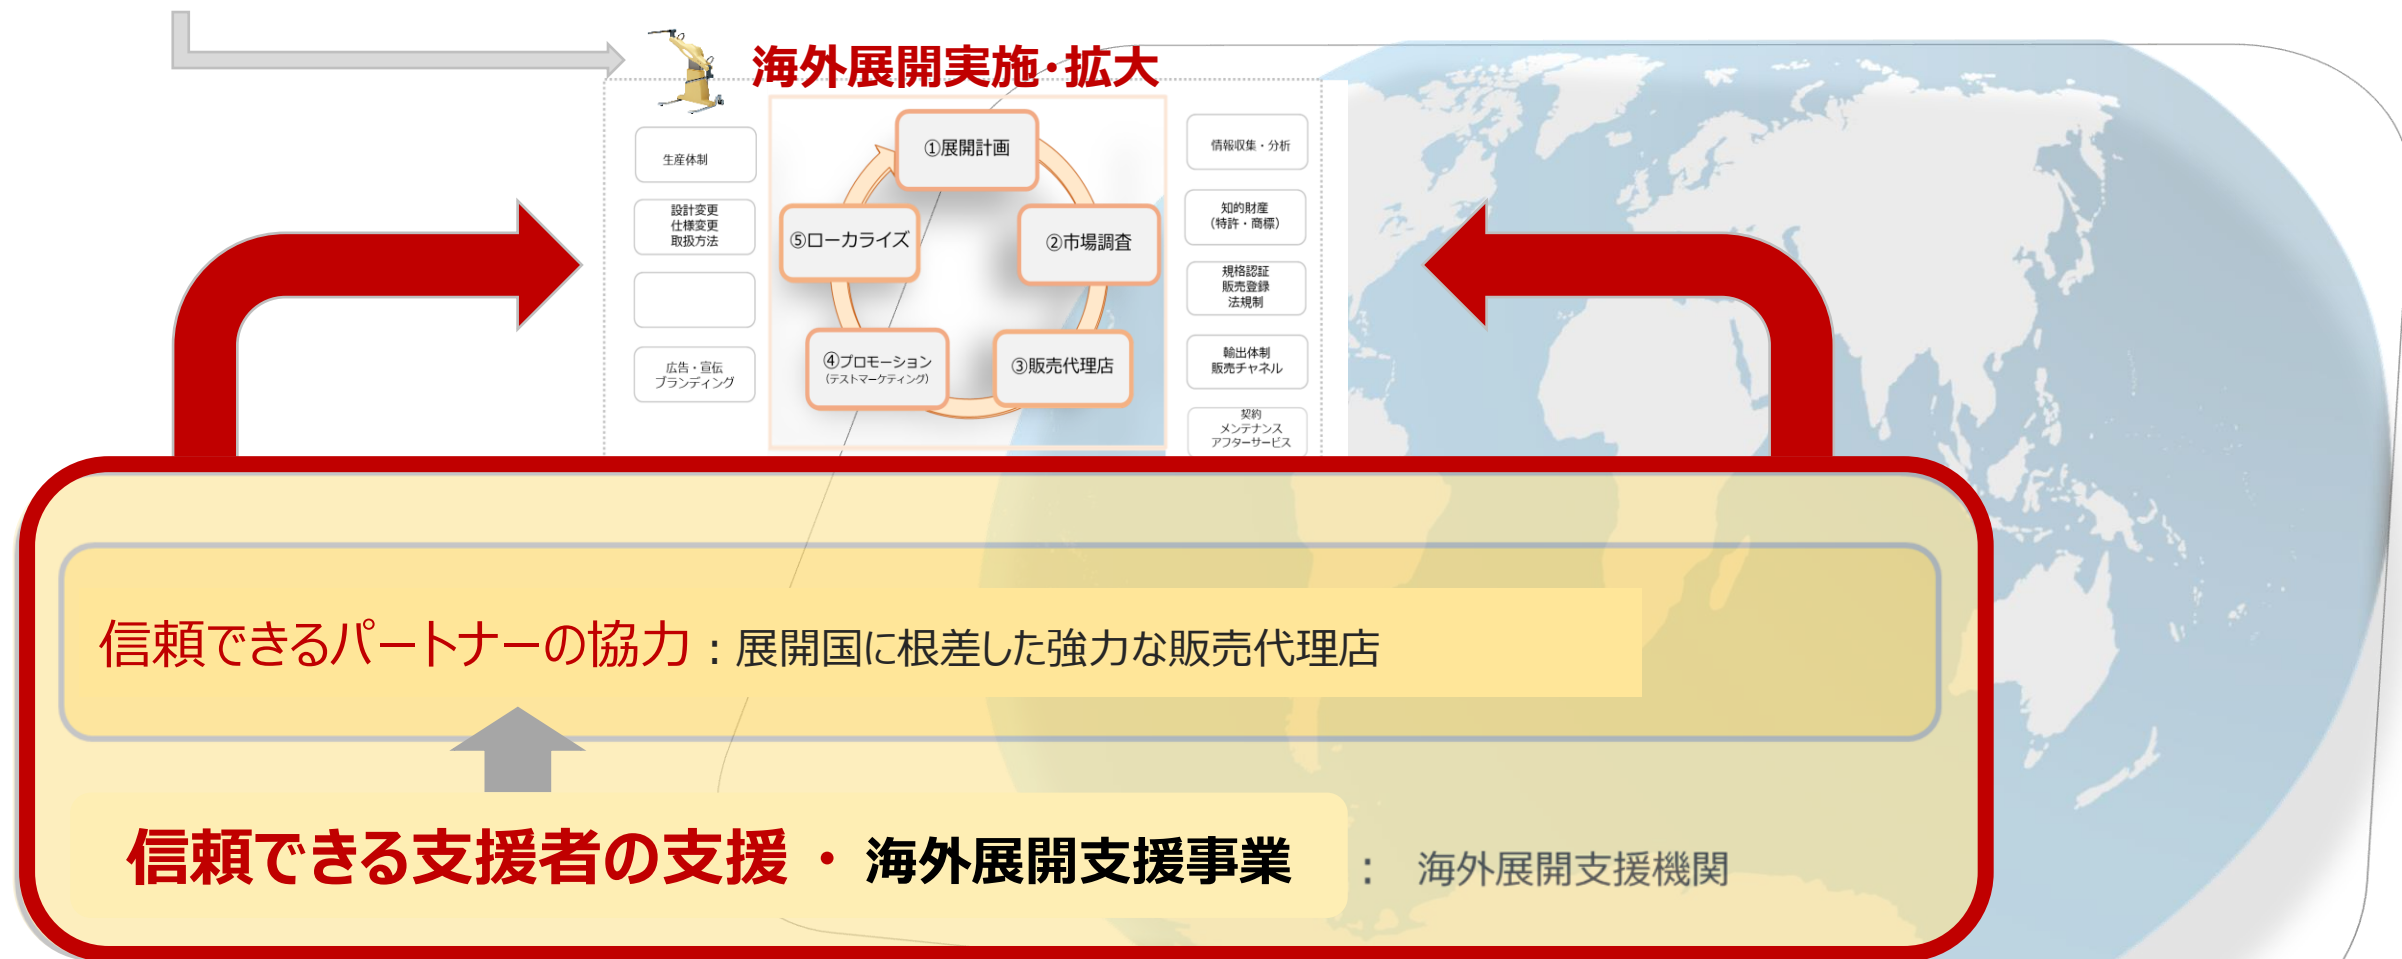 海外展開実施・拡大
生産体制
設計変更
仕様変更
取扱方法
広告・宣伝
ブランディング
①展開計画
②市場調査
③販売代理店
④プロモーション
(テストマーケティング)
⑤ローカライズ
情報収集・分析
知的財産
(特許・商標)
規格認証
販売登録
法規制
輸出体制
販売チャネル
契約
メンテナンス
アフターサービス
信頼できるパートナーの協力：展開国に根差した強力な販売代理店
信頼できる支援者の支援・海外展開支援事業 ： 海外展開支援機関